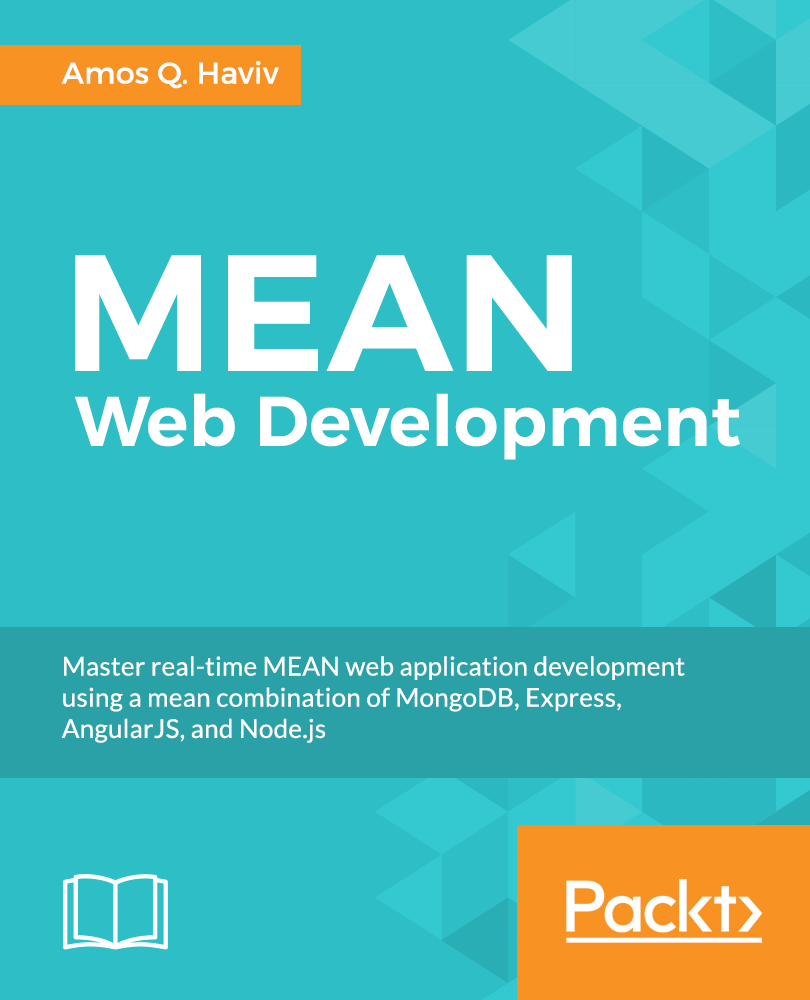 Amos Q. Haviv
MEAN
Web Development
Master real-time MEAN web application development
using a mean combination of MongoDB, Express,
AngularJS, and Node.js
Packt